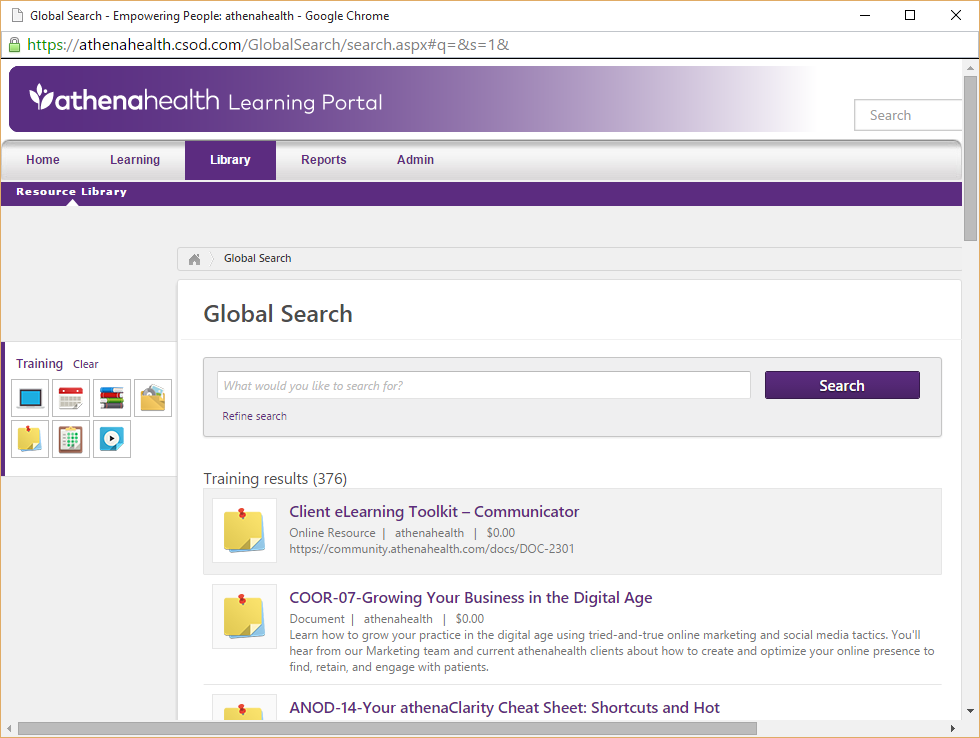 Global Search - Empowering People: athenahealth - Google Chrome
https://athenahealth.csod.com/GlobalSearch/search.aspx#q=&s=1&
athenahealth Learning Portal
Search
Home Learning Library Reports Admin
Resource Library
Global Search
Global Search
Training Clear
What would you like to search for?
Search
Refine search
Training results (376)
Client eLearning Toolkit – Communicator
Online Resource | athenahealth | $0.00
https://community.athenahealth.com/docs/DOC-2301
COOR-07-Growing Your Business in the Digital Age
Document | athenahealth | $0.00
Learn how to grow your practice in the digital age using tried-and-true online marketing and social media tactics. You'll
hear from our Marketing team and current athenahealth clients about how to create and optimize your online presence to
find, retain, and engage with patients.
ANOD-14-Your athenaClarity Cheat Sheet: Shortcuts and Hot